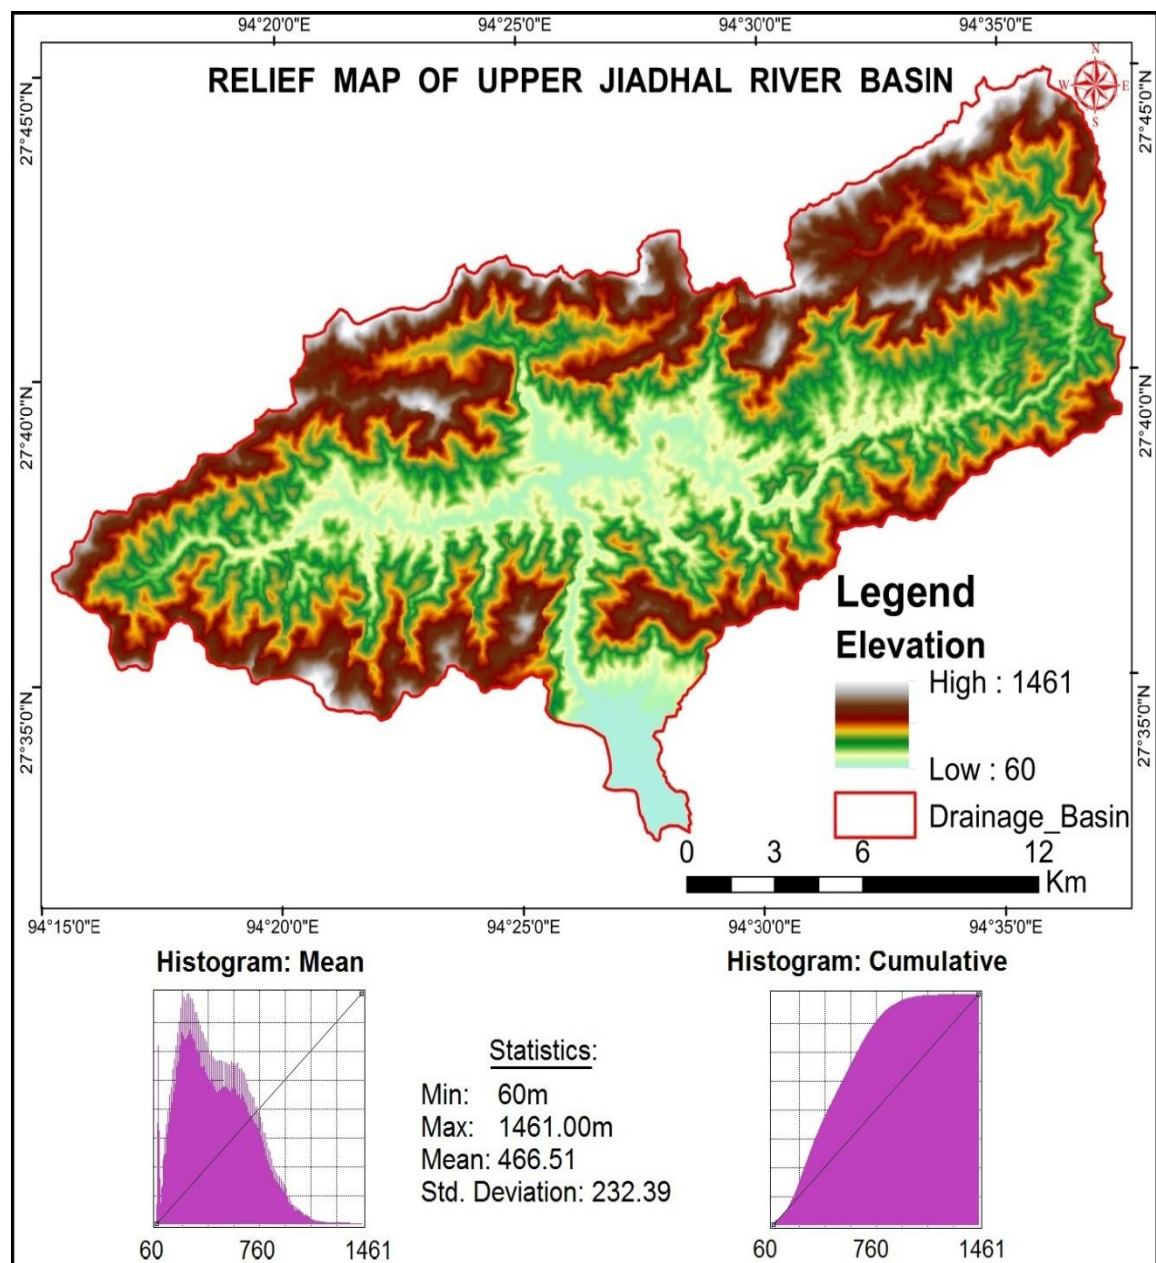 94°20'0"E 94°25'0"E 94°30'0"E 94°35'0"E
RELIEF MAP OF UPPER JIADHAL RIVER BASIN
N
W E
S
27°45'0"N 27°45'0"N
27°40'0"N 27°40'0"N
27°35'0"N 27°35'0"N
Legend
Elevation
High : 1461
Low : 60
Drainage_Basin
0 3 6 12
Km
94°15'0"E 94°20'0"E 94°25'0"E 94°30'0"E 94°35'0"E
Histogram: Mean
60 760 1461
Statistics:
Min: 60m
Max: 1461.00m
Mean: 466.51
Std. Deviation: 232.39
Histogram: Cumulative
60 760 1461